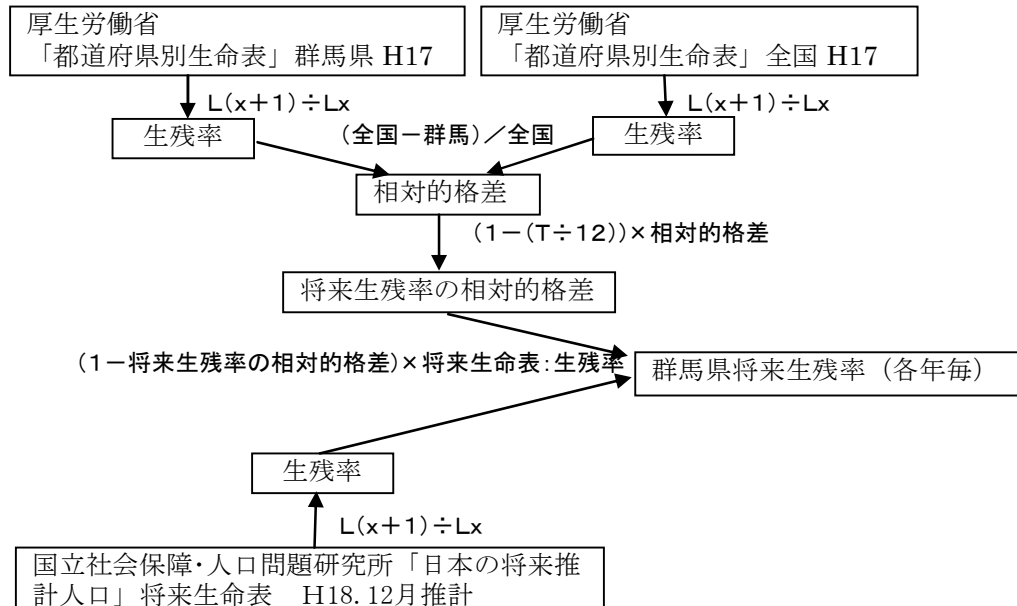 厚生労働省
「都道府県別生命表」群馬県 H17
厚生労働省
「都道府県別生命表」全国 H17
L(x+1)÷Lx
L(x+1)÷Lx
生残率
(全国-群馬)/全国
生残率
相対的格差
(1-(T÷12))×相対的格差
将来生残率の相対的格差
(1-将来生残率の相対的格差)×将来生命表:生残率
群馬県将来生残率(各年毎)
生残率
L(x+1)÷Lx
国立社会保障・人口問題研究所「日本の将来推
計人口」将来生命表 H18.12月推計